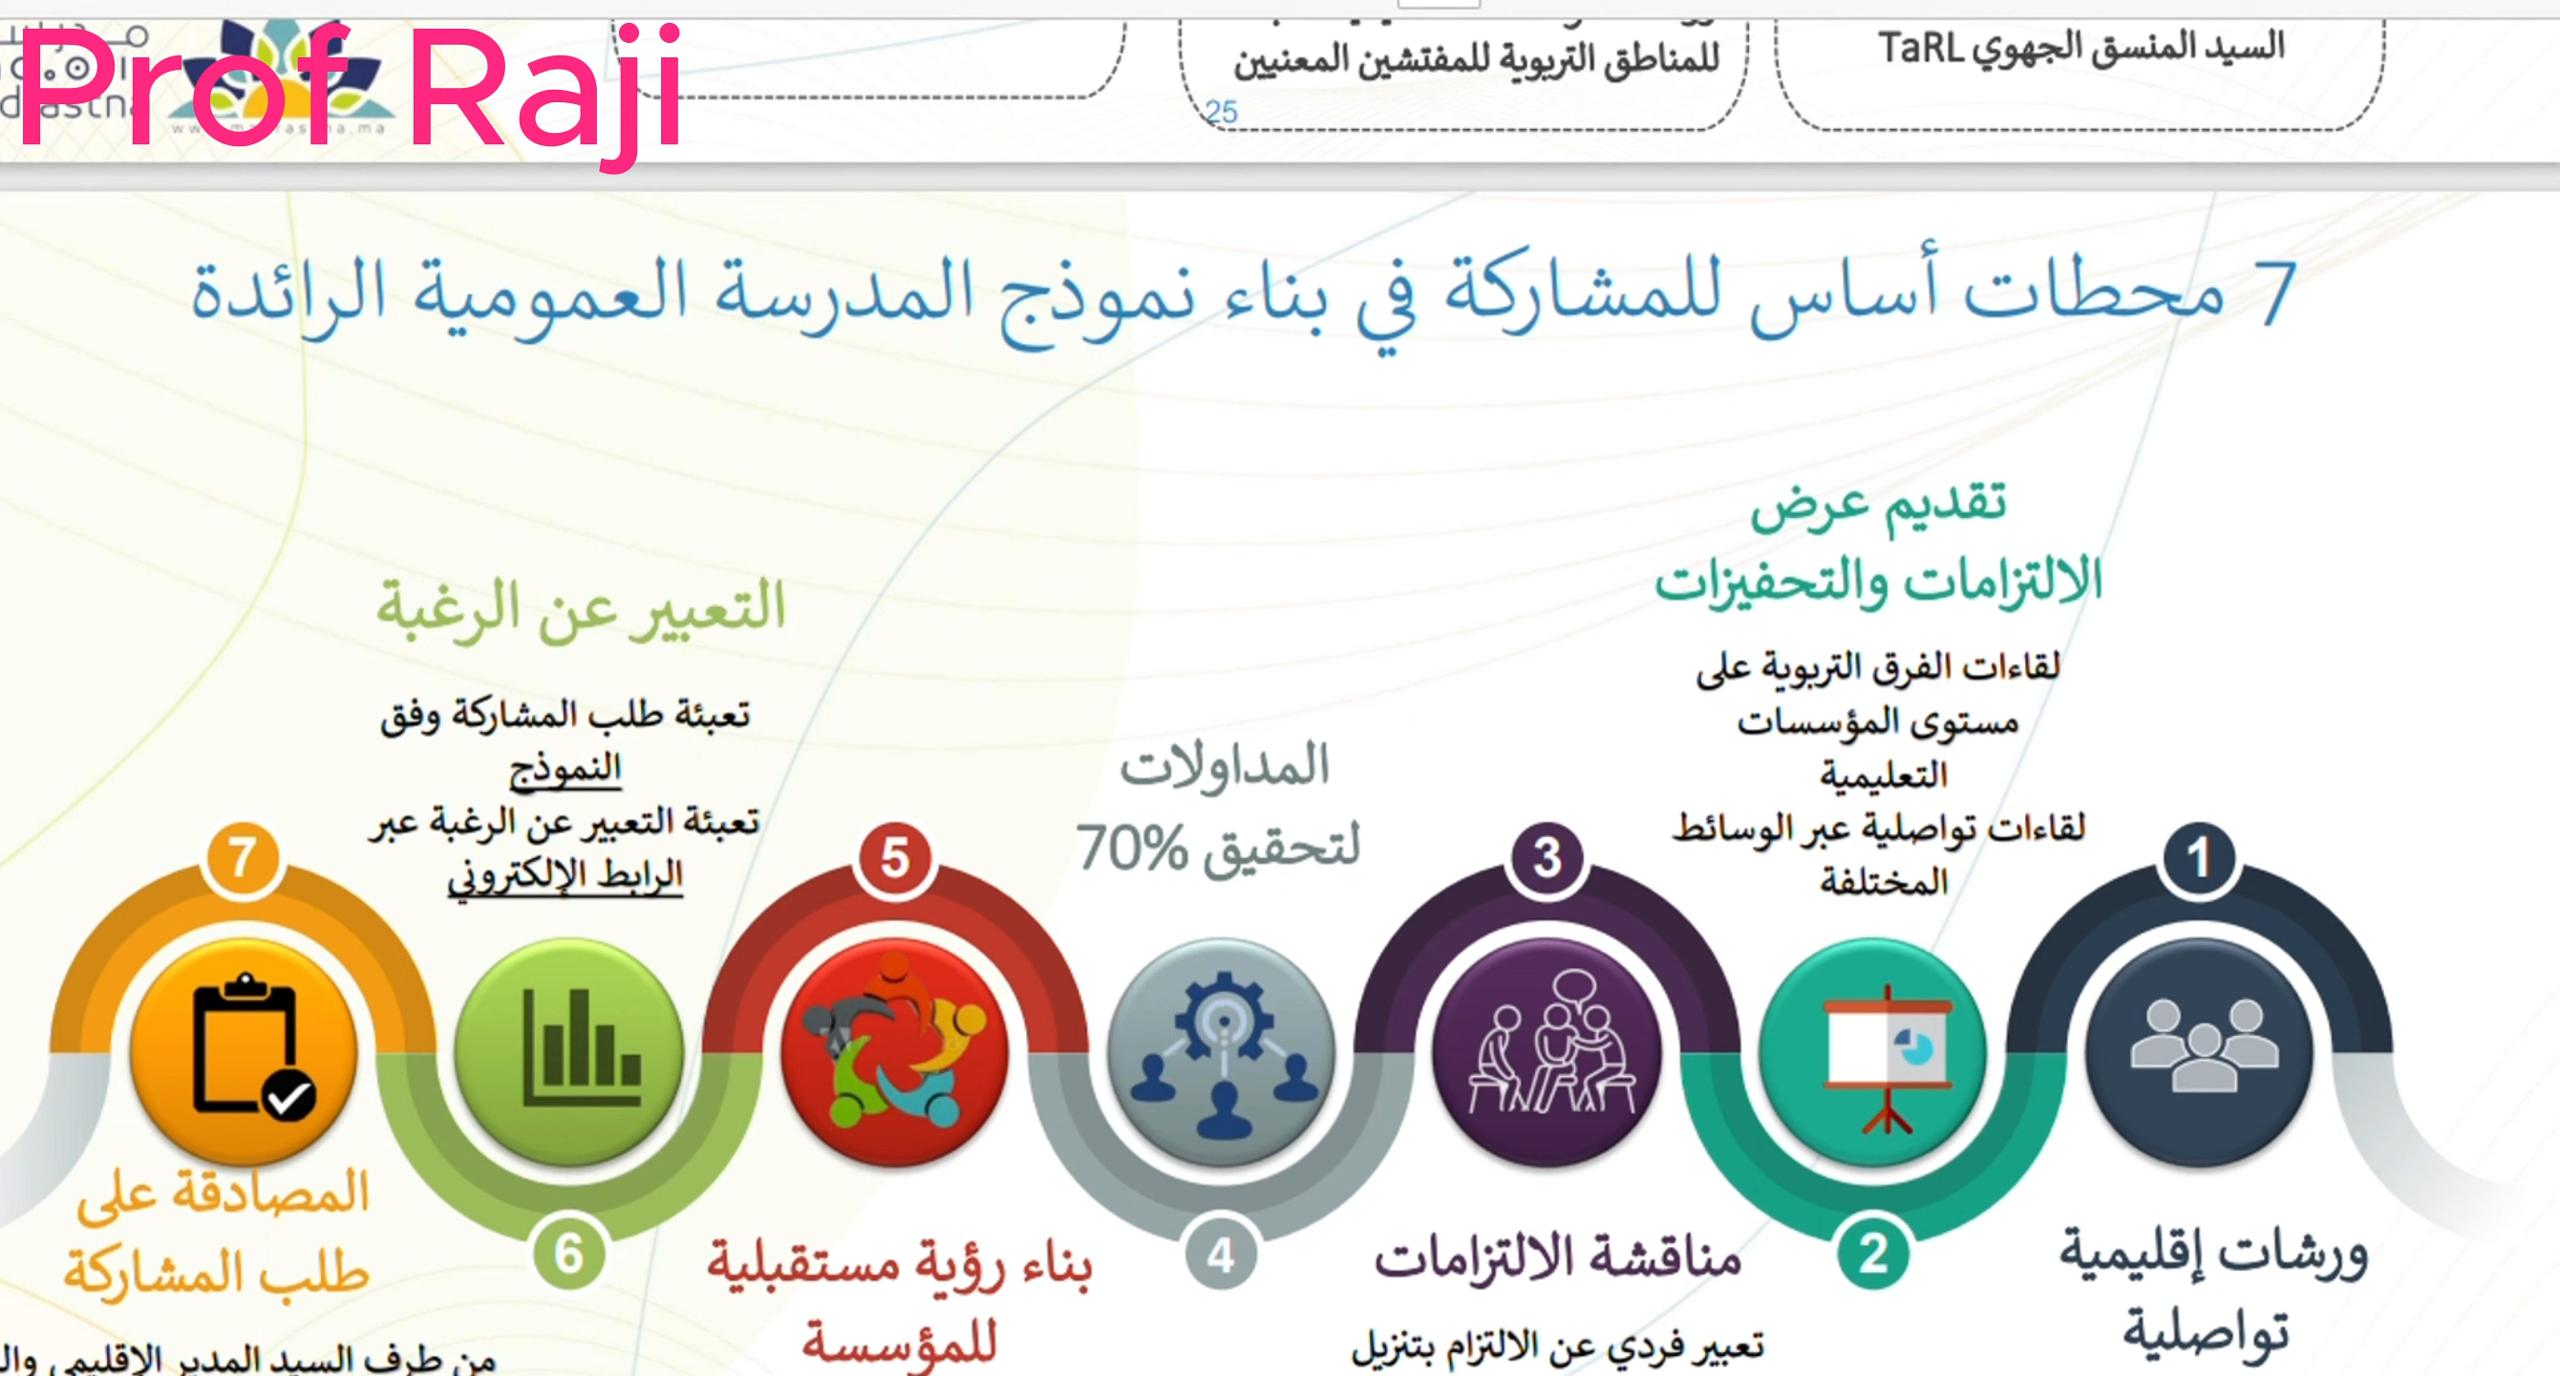 Prof Raji
السيد المنسق الجهوي TaRL
للمناطق التربوية للمفتشين المعنيين
25
7 محطات أساس للمشاركة في بناء نموذج المدرسة العمومية الرائدة
1
ورشات إقليمية
تواصلية
تقديم عرض
الالتزامات والتحفيزات
لقاءات الفرق التربوية على
مستوى المؤسسات
التعليمية
لقاءات تواصلية عبر الوسائط
المختلفة
2
3
مناقشة الالتزامات
تعبير فردي عن الالتزام بتنزيل
المداولات
لتحقيق 70%
4
5
بناء رؤية مستقبلية
للمؤسسة
التعبير عن الرغبة
تعبئة طلب المشاركة وفق
النموذج
تعبئة التعبير عن الرغبة عبر
الرابط الإلكتروني
6
7
المصادقة على
طلب المشاركة
من طرف السيد المدير الإقليمي